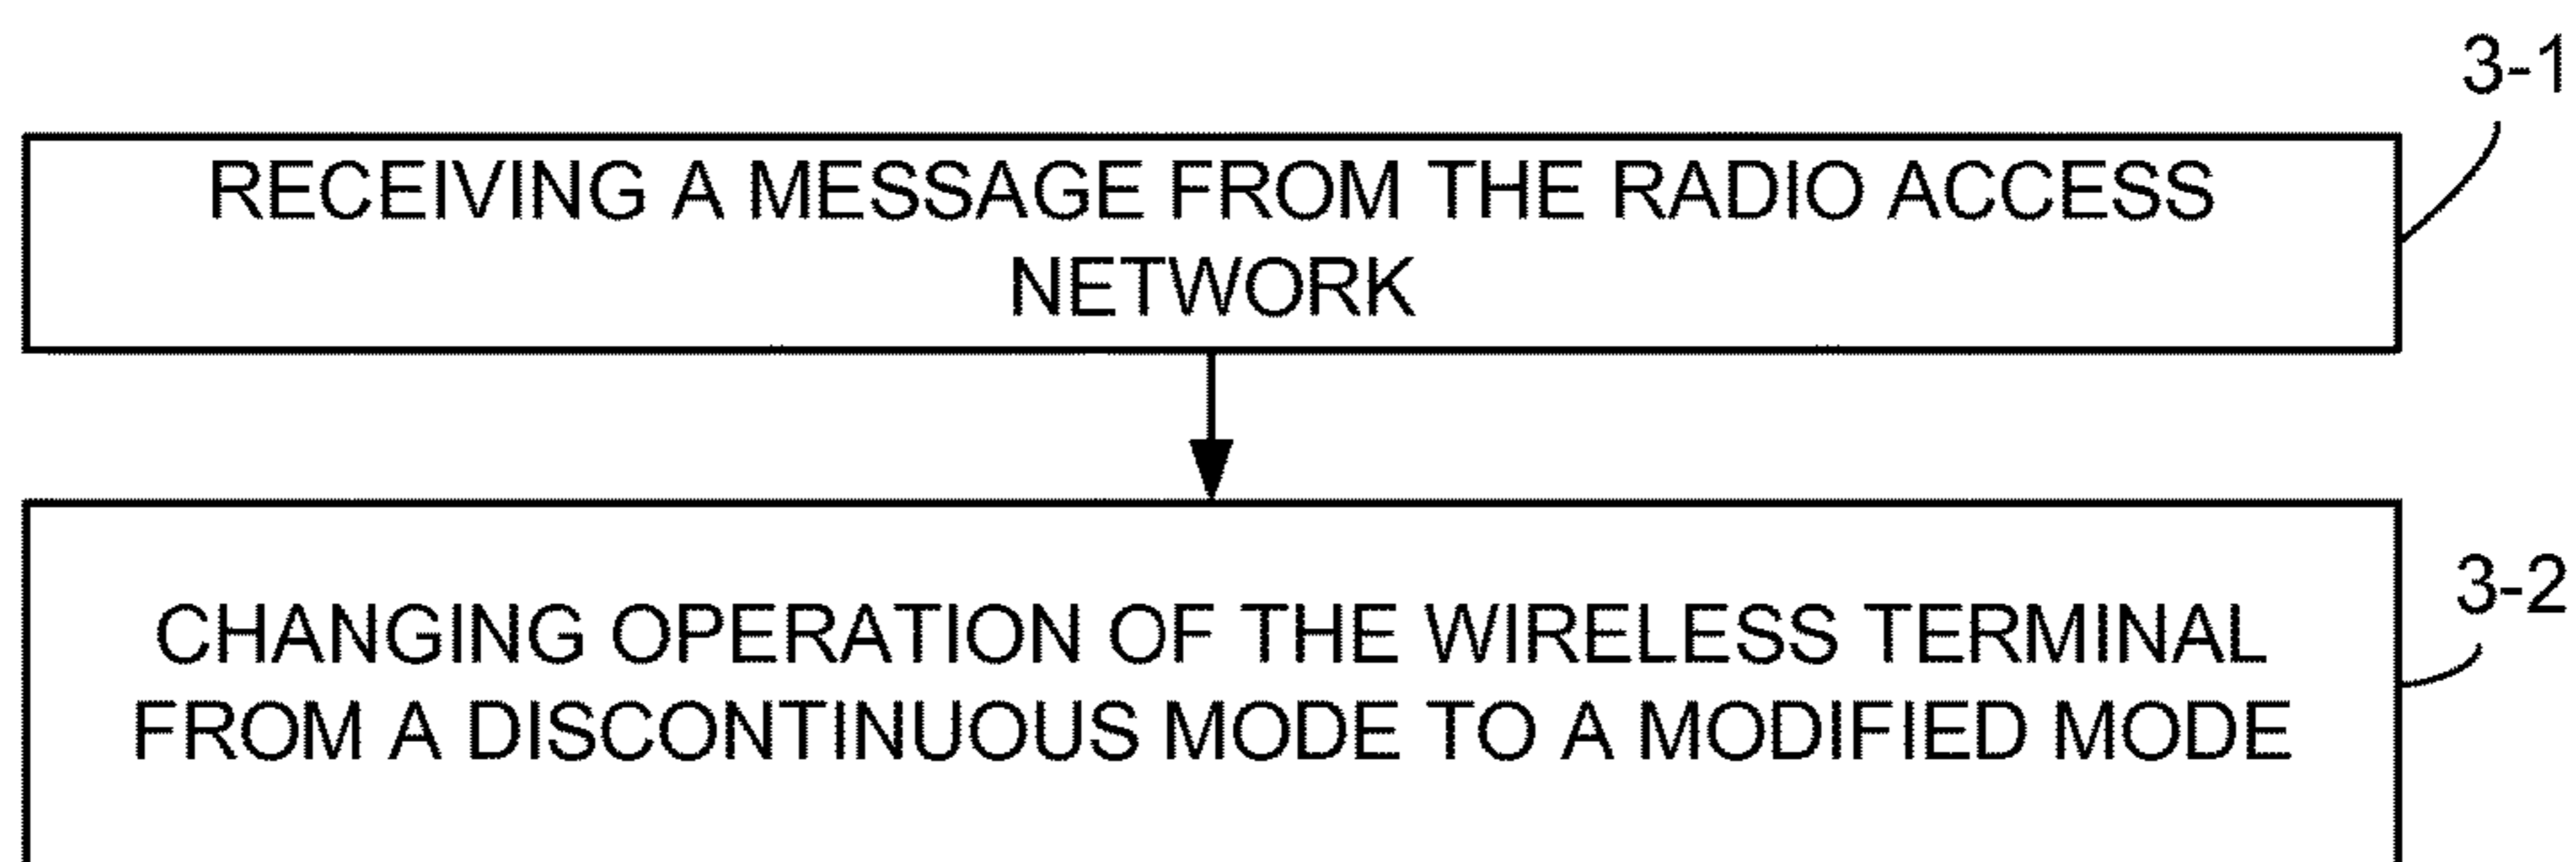 3-1
RECEIVING A MESSAGE FROM THE RADIO ACCESS
NETWORK
3-2
CHANGING OPERATION OF THE WIRELESS TERMINAL
FROM A DISCONTINUOUS MODE TO A MODIFIED MODE